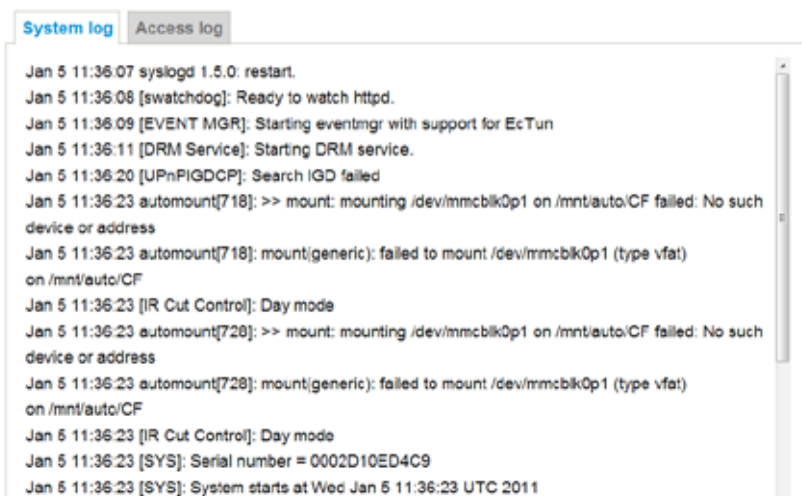 System log Access log
Jan 5 11:36:07 syslogd 1.5.0: restart.
Jan 5 11:36:08 [swatchdog]: Ready to watch httpd.
Jan 5 11:36:09 [EVENT MGR]: Starting eventmgr with support for EcTun
Jan 5 11:36:11 [DRM Service]: Starting DRM service.
Jan 5 11:36:20 [UPnPIGDCP]: Search IGD failed
Jan 5 11:36:23 automount[718]: >> mount: mounting /dev/mmcblk0p1 on /mnt/auto/CF failed: No such
device or address
Jan 5 11:36:23 automount[718]: mount(generic): failed to mount /dev/mmcblk0p1 (type vfat)
on /mnt/auto/CF
Jan 5 11:36:23 [IR Cut Control]: Day mode
Jan 5 11:36:23 automount[728]: >> mount: mounting /dev/mmcblk0p1 on /mnt/auto/CF failed: No such
device or address
Jan 5 11:36:23 automount[728]: mount(generic): failed to mount /dev/mmcblk0p1 (type vfat)
on /mnt/auto/CF
Jan 5 11:36:23 [IR Cut Control]: Day mode
Jan 5 11:36:23 [SYS]: Serial number = 0002D10ED4C9
Jan 5 11:36:23 [SYS]: System starts at Wed Jan 5 11:36:23 UTC 2011